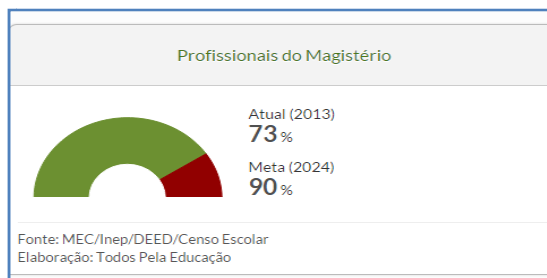 Profissionais do Magistério
Atual (2013)
73 %
Meta (2024)
90 %
Fonte: MEC/Inep/DEED/Censo Escolar
Elaboração: Todos Pela Educação